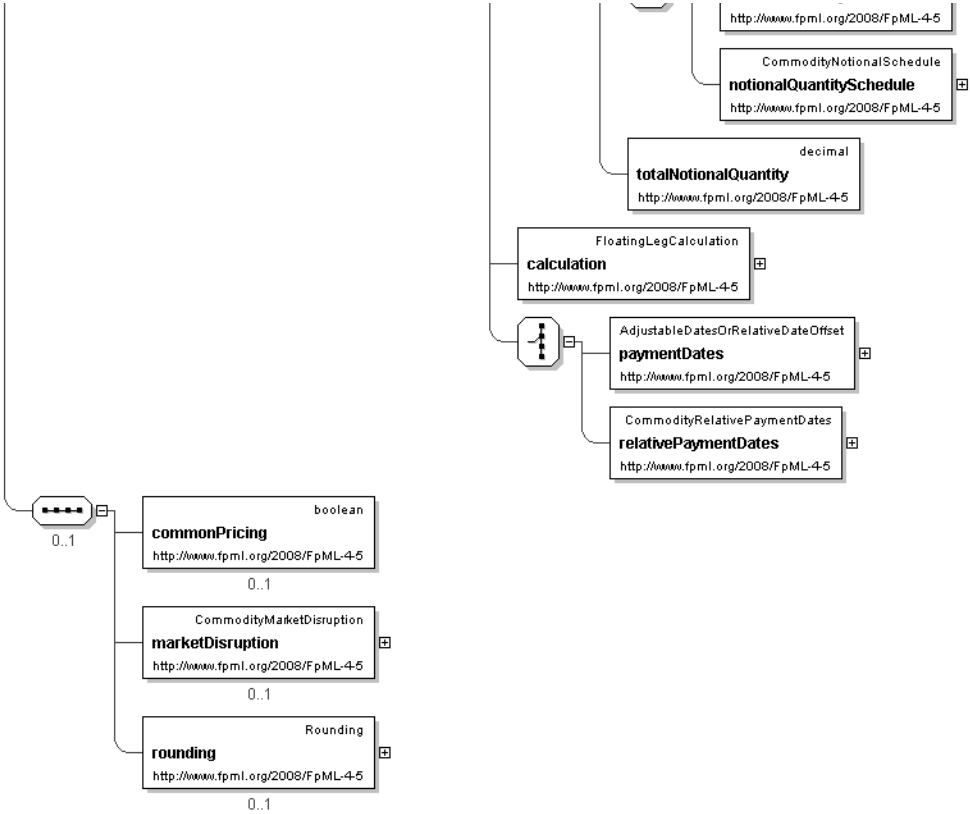 http://www.fpml.org/2008/FpML-4-5
CommodityNotionalSchedule
notionalQuantitySchedule
http://www.fpml.org/2008/FpML-4-5
decimal
totalNotionalQuantity
http://www.fpml.org/2008/FpML-4-5
FloatingLegCalculation
calculation
http://www.fpml.org/2008/FpML-4-5
AdjustableDatesOrRelativeDateOffset
paymentDates
http://www.fpml.org/2008/FpML-4-5
CommodityRelativePaymentDates
relativePaymentDates
http://www.fpml.org/2008/FpML-4-5
0..1
boolean
commonPricing
http://www.fpml.org/2008/FpML-4-5
0..1
CommodityMarketDisruption
marketDisruption
http://www.fpml.org/2008/FpML-4-5
0..1
Rounding
rounding
http://www.fpml.org/2008/FpML-4-5
0..1